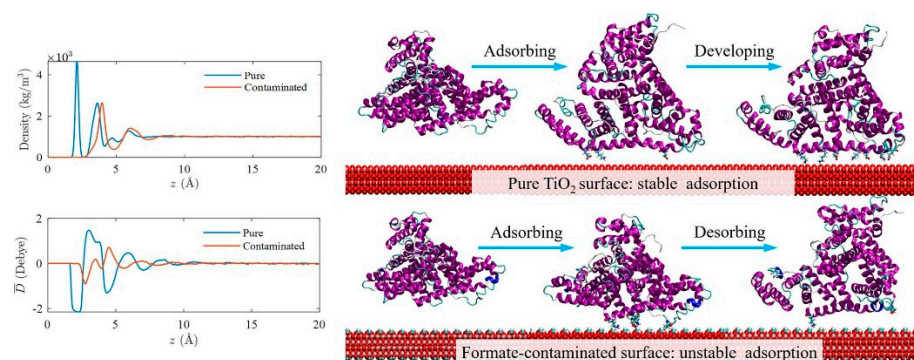 ×10³
4
2
0
Density (kg/m³)
Pure
Contaminated
0 5 10 15 20
z (Å)
2
0
-2
D̅ (Debye)
Pure
Contaminated
0 5 10 15 20
z (Å)
Adsorbing
Developing
Pure TiO₂ surface: stable adsorption
Adsorbing
Desorbing
Formate-contaminated surface: unstable adsorption